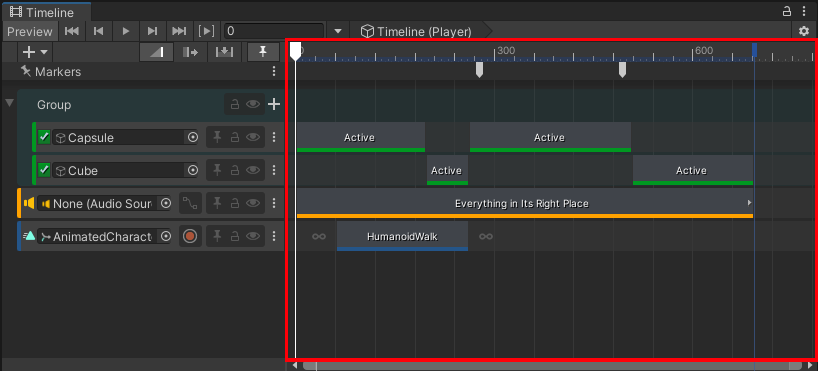 Timeline
Preview
0
Timeline (Player)
300
600
Markers
Group
Capsule
Active
Active
Cube
Active
Active
None (Audio Sour
Everything in Its Right Place
AnimatedCharact
HumanoidWalk